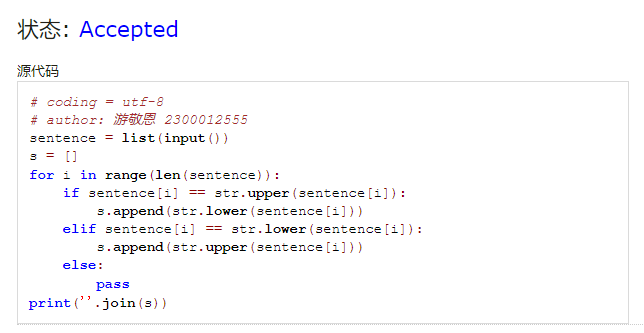 状态: Accepted
源代码
# coding = utf-8
# author: 游敬恩 2300012555
sentence = list(input())
s = []
for i in range(len(sentence)):
    if sentence[i] == str.upper(sentence[i]):
        s.append(str.lower(sentence[i]))
    elif sentence[i] == str.lower(sentence[i]):
        s.append(str.upper(sentence[i]))
    else:
        pass
print(''.join(s))